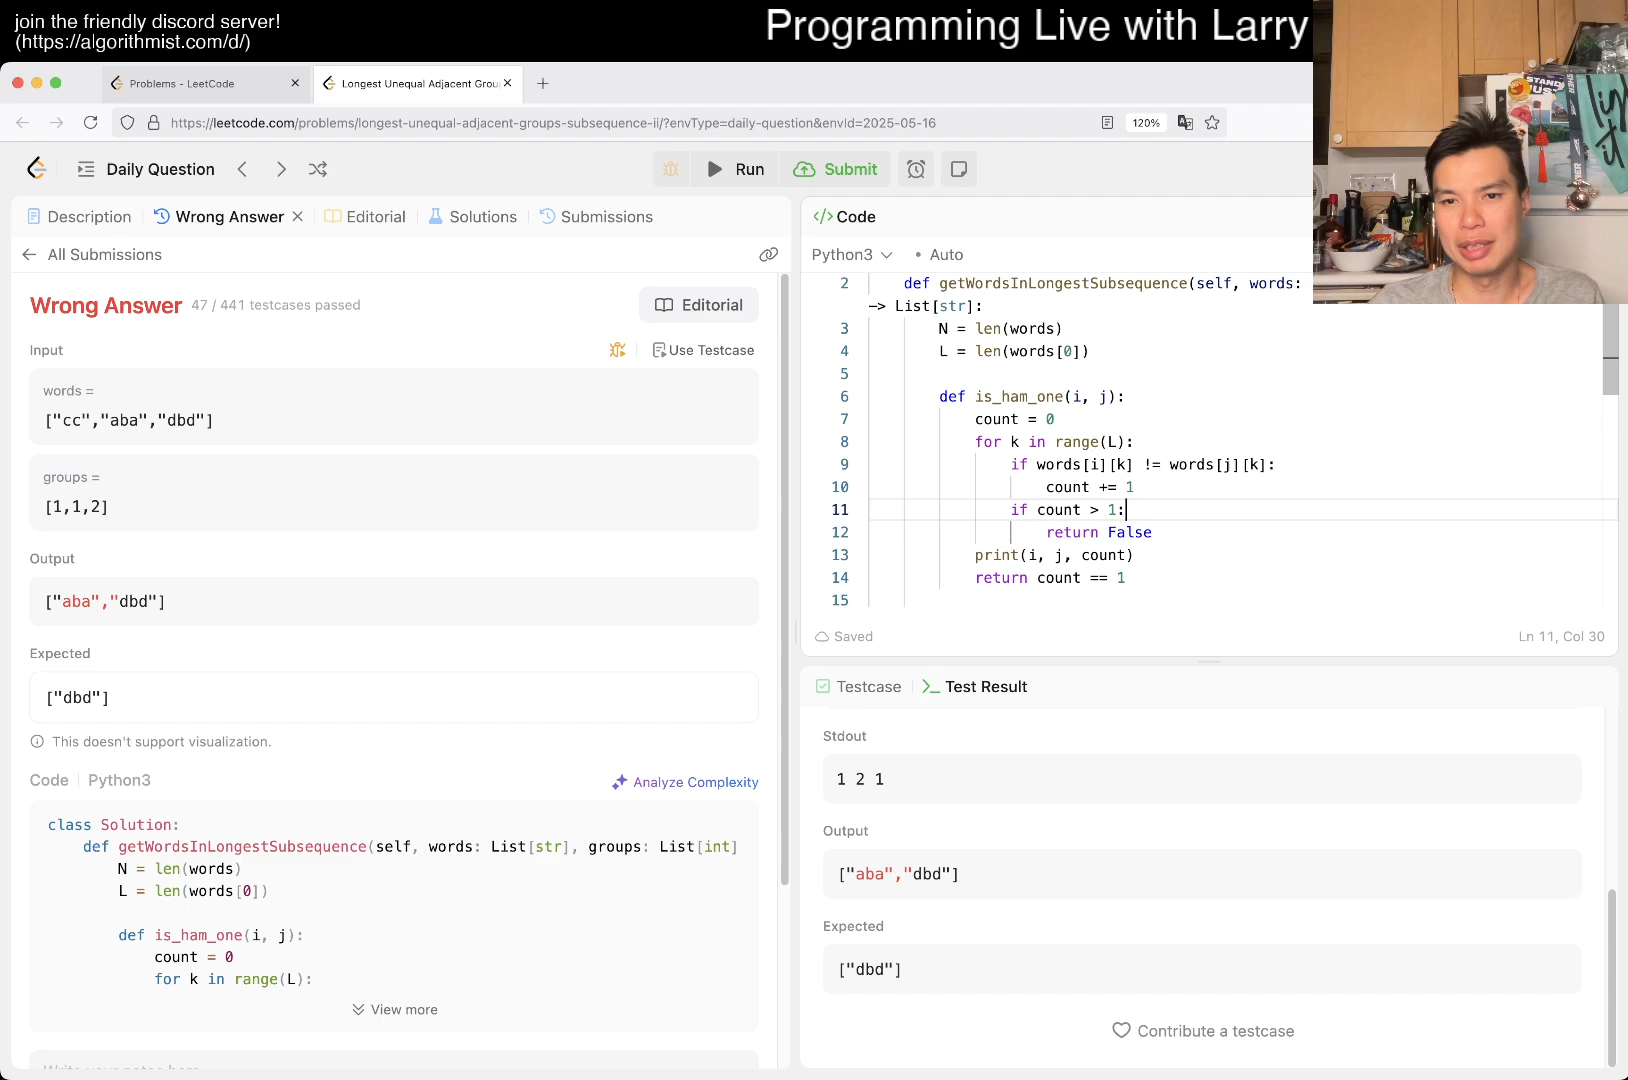 join the friendly discord server!
(https://algorithmist.com/d/)
Programming Live with Larry
Problems - LeetCode
Longest Unequal Adjacent Grou
https://leetcode.com/problems/longest-unequal-adjacent-groups-subsequence-ii/?envType=daily-question&envId=2025-05-16
120%
Daily Question
Run
Submit
Description
Wrong Answer
Editorial
Solutions
Submissions
All Submissions
Wrong Answer
47 / 441 testcases passed
Editorial
Input
Use Testcase
words =
["cc","aba","dbd"]
groups =
[1,1,2]
Output
["aba","dbd"]
Expected
["dbd"]
This doesn't support visualization.
Code
Python3
Analyze Complexity
class Solution:
def getWordsInLongestSubsequence(self, words: List[str], groups: List[int]
N = len(words)
L = len(words[0])
def is_ham_one(i, j):
count = 0
for k in range(L):
View more
Code
Python3
Auto
2 def getWordsInLongestSubsequence(self, words:
-> List[str]:
3 N = len(words)
4 L = len(words[0])
5
6 def is_ham_one(i, j):
7 count = 0
8 for k in range(L):
9 if words[i][k] != words[j][k]:
10 count += 1
11 if count > 1:
12 return False
13 print(i, j, count)
14 return count == 1
15
Saved
Ln 11, Col 30
Testcase
Test Result
Stdout
1 2 1
Output
["aba","dbd"]
Expected
["dbd"]
Contribute a testcase